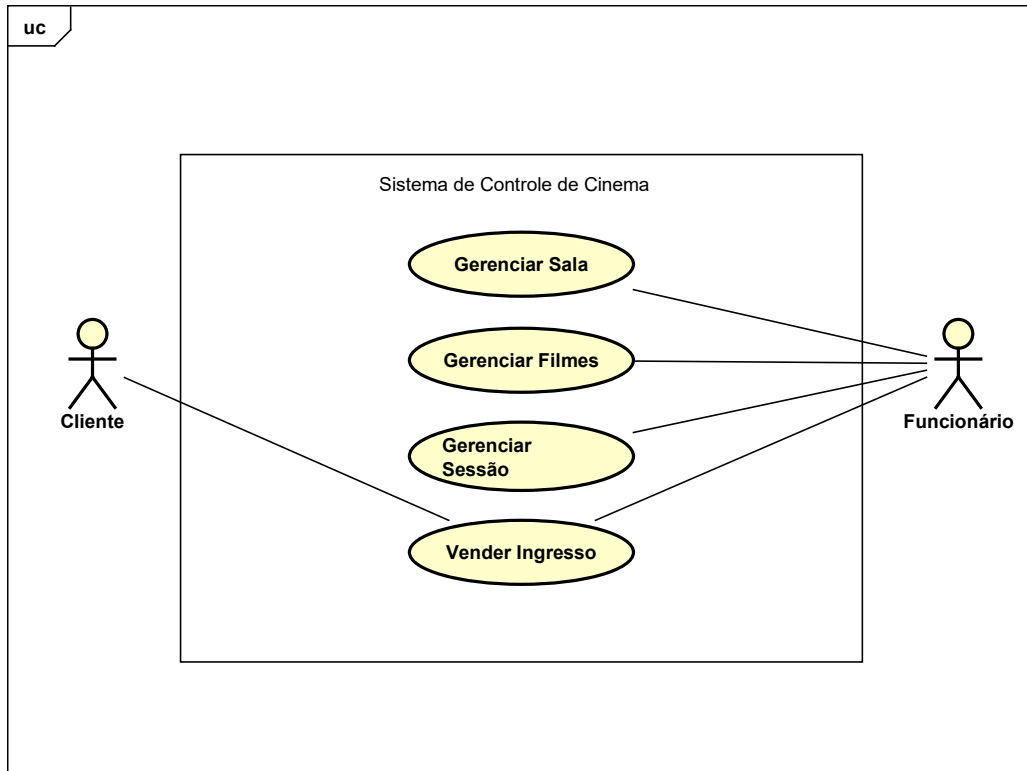 uc
Sistema de Controle de Cinema
Gerenciar Sala
Gerenciar Filmes
Cliente
Funcionário
Gerenciar
Sessão
Vender Ingresso